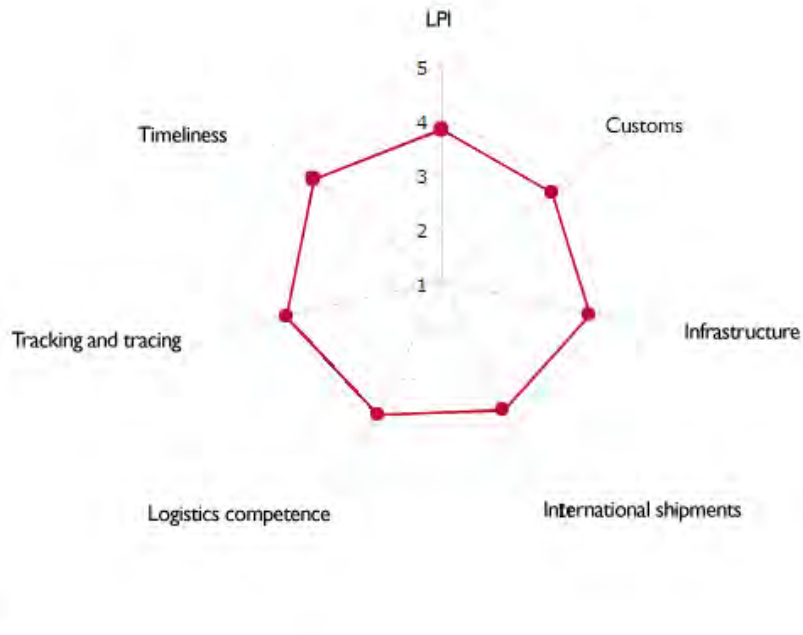 LPI
5
Timeliness
4
Customs
3
2
1
Tracking and tracing
Infrastructure
Logistics competence
International shipments